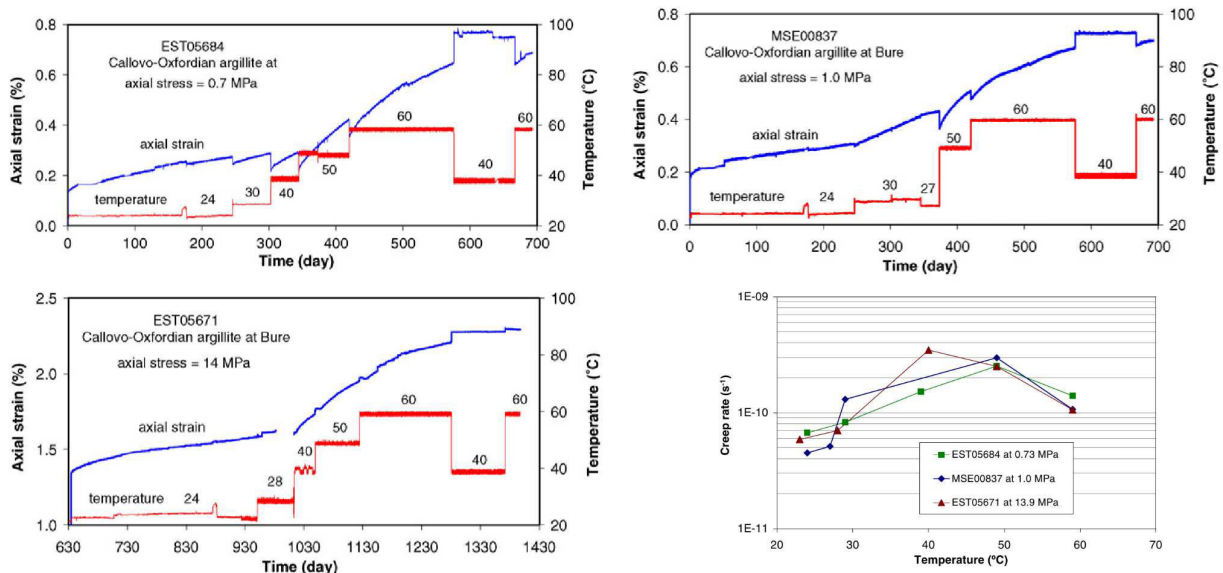 EST05684
Callovo-Oxfordian argillite at
axial stress = 0.7 MPa
axial strain
temperature
24
30
40
50
60
40
60
Axial strain (%)
0.8
0.6
0.4
0.2
0.0
Temperature (°C)
100
80
60
40
20
0 100 200 300 400 500 600 700
Time (day)
MSE00837
Callovo-Oxfordian argillite at Bure
axial stress = 1.0 MPa
axial strain
temperature
24
30
27
50
60
40
60
Axial strain (%)
0.8
0.6
0.4
0.2
0.0
Temperature (°C)
100
80
60
40
20
0 100 200 300 400 500 600 700
Time (day)
EST05671
Callovo-Oxfordian argillite at Bure
axial stress = 14 MPa
axial strain
temperature
24
28
40
50
60
40
60
Axial strain (%)
2.5
2.0
1.5
1.0
Temperature (°C)
100
80
60
40
20
630 730 830 930 1030 1130 1230 1330 1430
Time (day)
Creep rate (s⁻¹)
1E-09
1E-10
1E-11
EST05684 at 0.73 MPa
MSE00837 at 1.0 MPa
EST05671 at 13.9 MPa
20 30 40 50 60 70
Temperature (ºC)